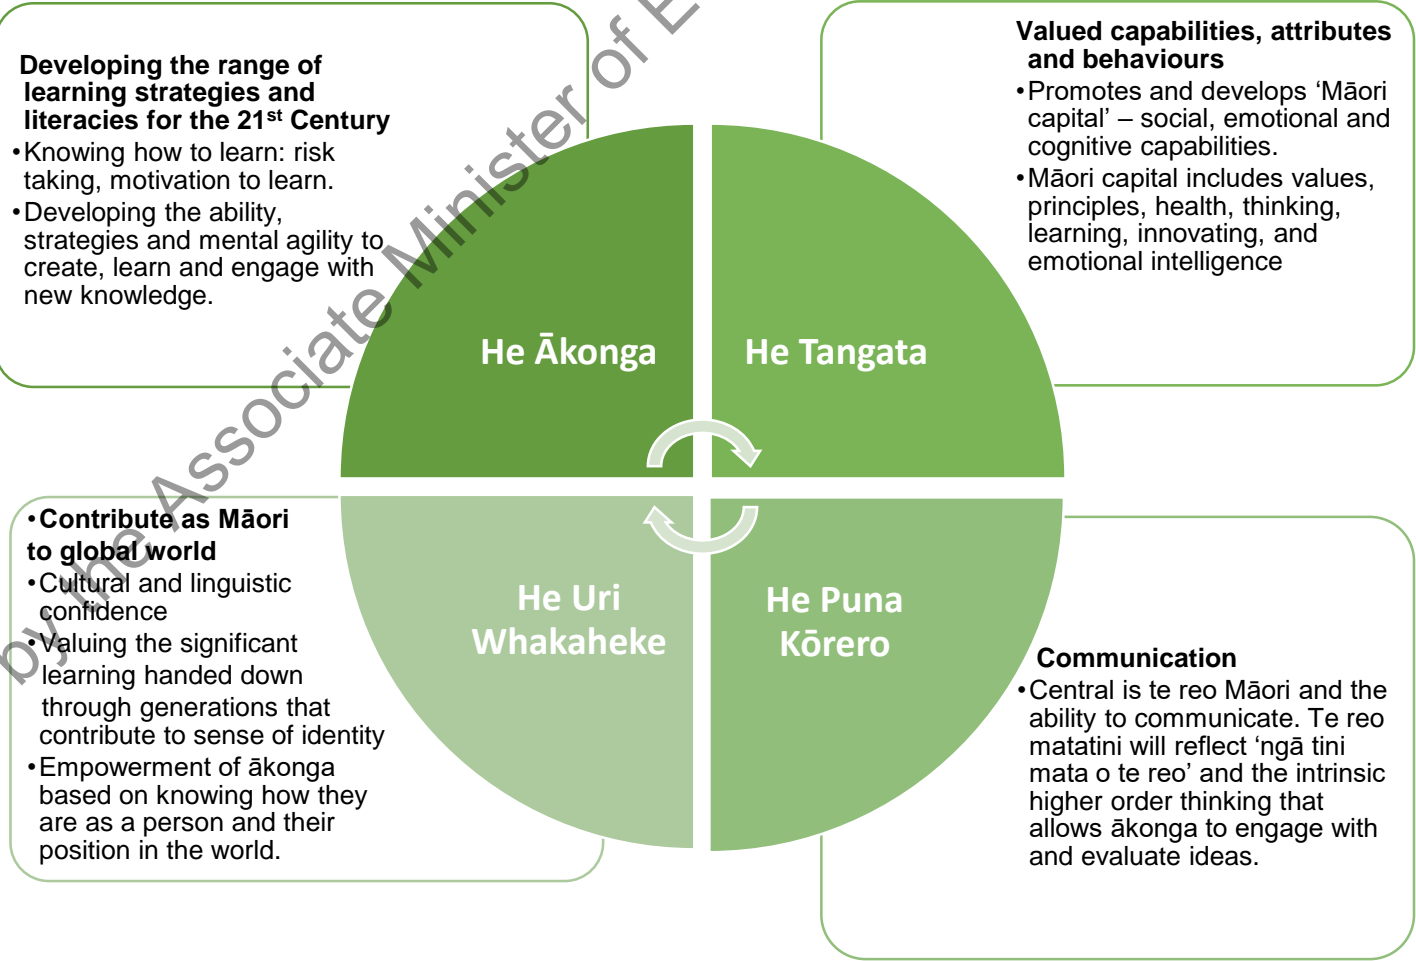 Developing the range of
learning strategies and
literacies for the 21st Century
•Knowing how to learn: risk
taking, motivation to learn.
•Developing the ability,
strategies and mental agility to
create, learn and engage with
new knowledge.
Valued capabilities, attributes
and behaviours
•Promotes and develops ‘Māori
capital’ – social, emotional and
cognitive capabilities.
•Māori capital includes values,
principles, health, thinking,
learning, innovating, and
emotional intelligence
He Ākonga
He Tangata
•Contribute as Māori
to global world
•Cultural and linguistic
confidence
•Valuing the significant
learning handed down
through generations that
contribute to sense of identity
•Empowerment of ākonga
based on knowing how they
are as a person and their
position in the world.
He Uri
Whakaheke
He Puna
Kōrero
Communication
•Central is te reo Māori and the
ability to communicate. Te reo
matatini will reflect ‘ngā tini
mata o te reo’ and the intrinsic
higher order thinking that
allows ākonga to engage with
and evaluate ideas.
by the Associate Minister of E